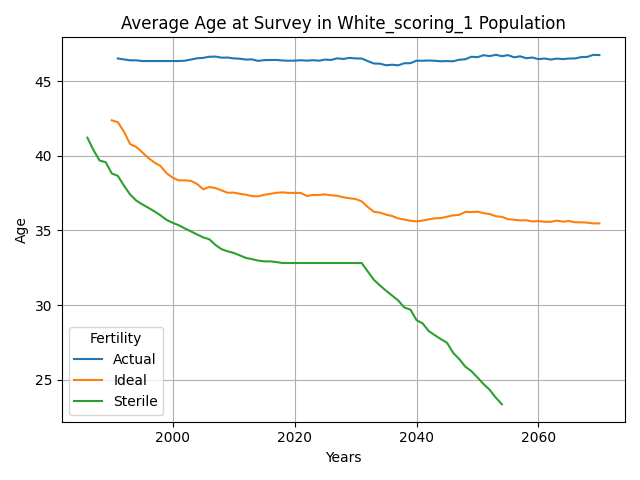 Average Age at Survey in White_scoring_1 Population
Age
45
40
35
30
25
Fertility
Actual
Ideal
Sterile
2000 2020 2040 2060
Years